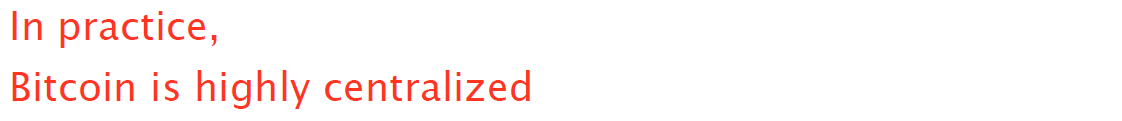 In practice,
Bitcoin is highly centralized